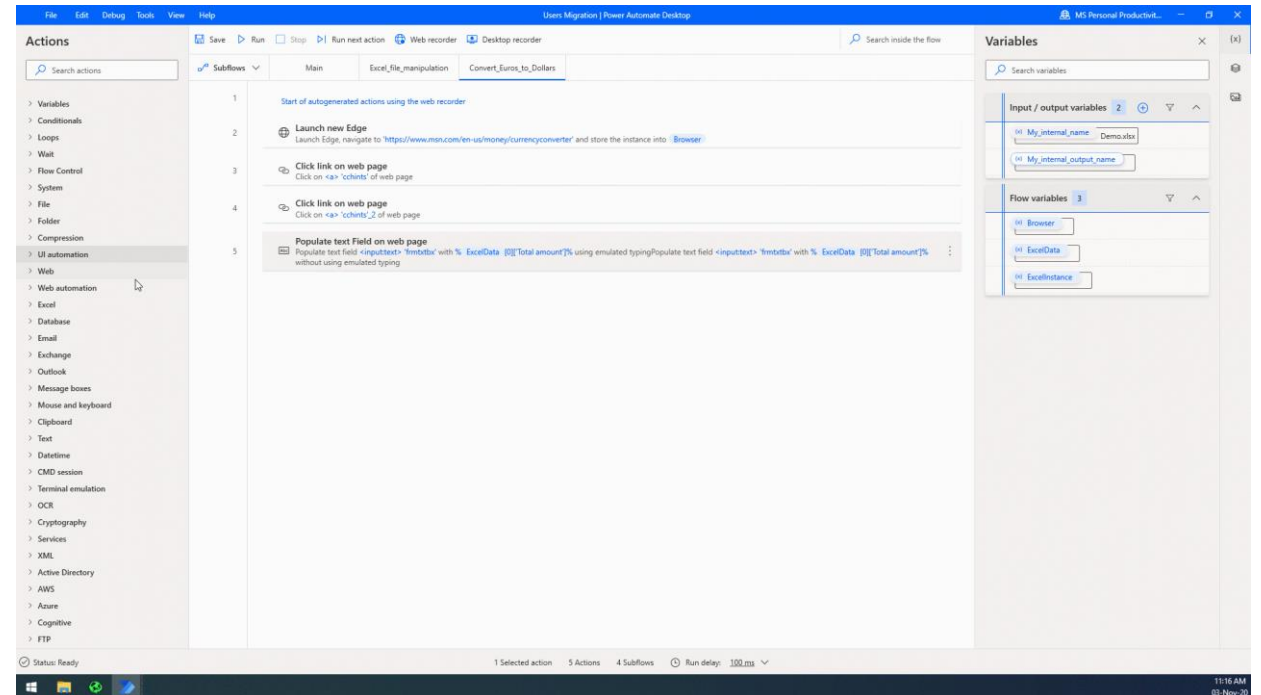 File Edit Debug Tools View Help
Users Migration | Power Automate Desktop
MS Personal Productivit...
Actions
Search actions
Variables
Conditionals
Loops
Wait
Flow Control
System
File
Folder
Compression
UI automation
Web
Web automation
Excel
Database
Email
Exchange
Outlook
Message boxes
Mouse and keyboard
Clipboard
Text
Datetime
CMD session
Terminal emulation
OCR
Cryptography
Services
XML
Active Directory
AWS
Azure
Cognitive
FTP
Save Run Stop Run next action Web recorder Desktop recorder
Search inside the flow
Subflows Main Excel_file_manipulation Convert_Euros_to_Dollars
1 Start of autogenerated actions using the web recorder
2 Launch new Edge
Launch Edge, navigate to 'https://www.msn.com/en-us/money/currencyconverter' and store the instance into Browser
3 Click link on web page
Click on <a> 'cchints' of web page
4 Click link on web page
Click on <a> 'cchints'_2 of web page
5 Populate text Field on web page
Populate text field <input:text> 'frmtxtbx' with % ExcelData [0]['Total amount']% using emulated typingPopulate text field <input:text> 'frmtxtbx' with % ExcelData [0]['Total amount']%
without using emulated typing
Variables
{x}
Search variables
Input / output variables 2
{x} My_internal_name Demo.xlsx
{x} My_internal_output_name
Flow variables 3
{x} Browser
{x} ExcelData
{x} ExcelInstance
Status: Ready
1 Selected action 5 Actions 4 Subflows Run delay: 100 ms
11:16 AM
03-Nov-20